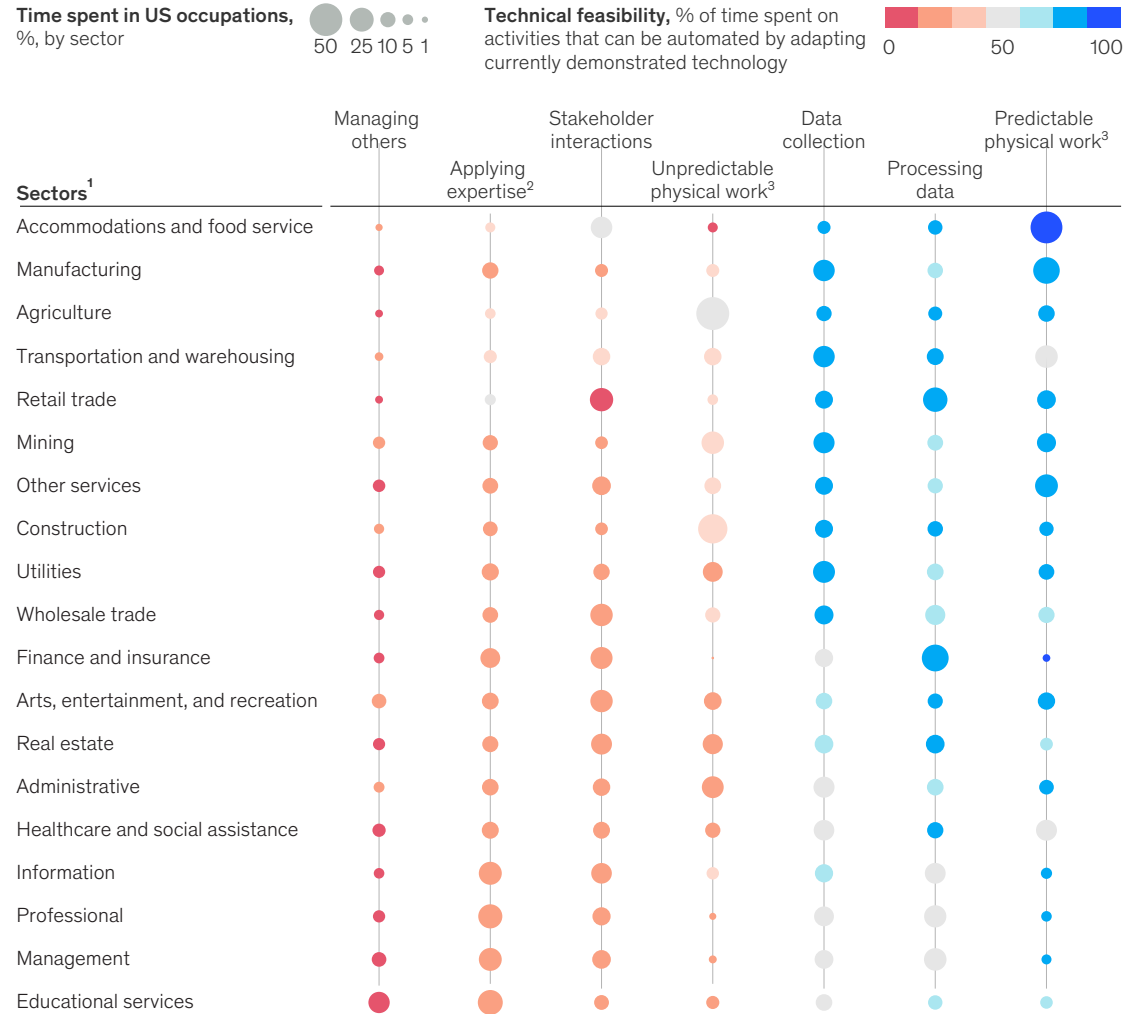 Time spent in US occupations,
%, by sector
50 25 10 5 1
Technical feasibility, % of time spent on
activities that can be automated by adapting
currently demonstrated technology
0 50 100
Managing
others
Applying
expertise2
Stakeholder
interactions
Unpredictable
physical work3
Data
collection
Processing
data
Predictable
physical work3
Sectors1
Accommodations and food service
Manufacturing
Agriculture
Transportation and warehousing
Retail trade
Mining
Other services
Construction
Utilities
Wholesale trade
Finance and insurance
Arts, entertainment, and recreation
Real estate
Administrative
Healthcare and social assistance
Information
Professional
Management
Educational services